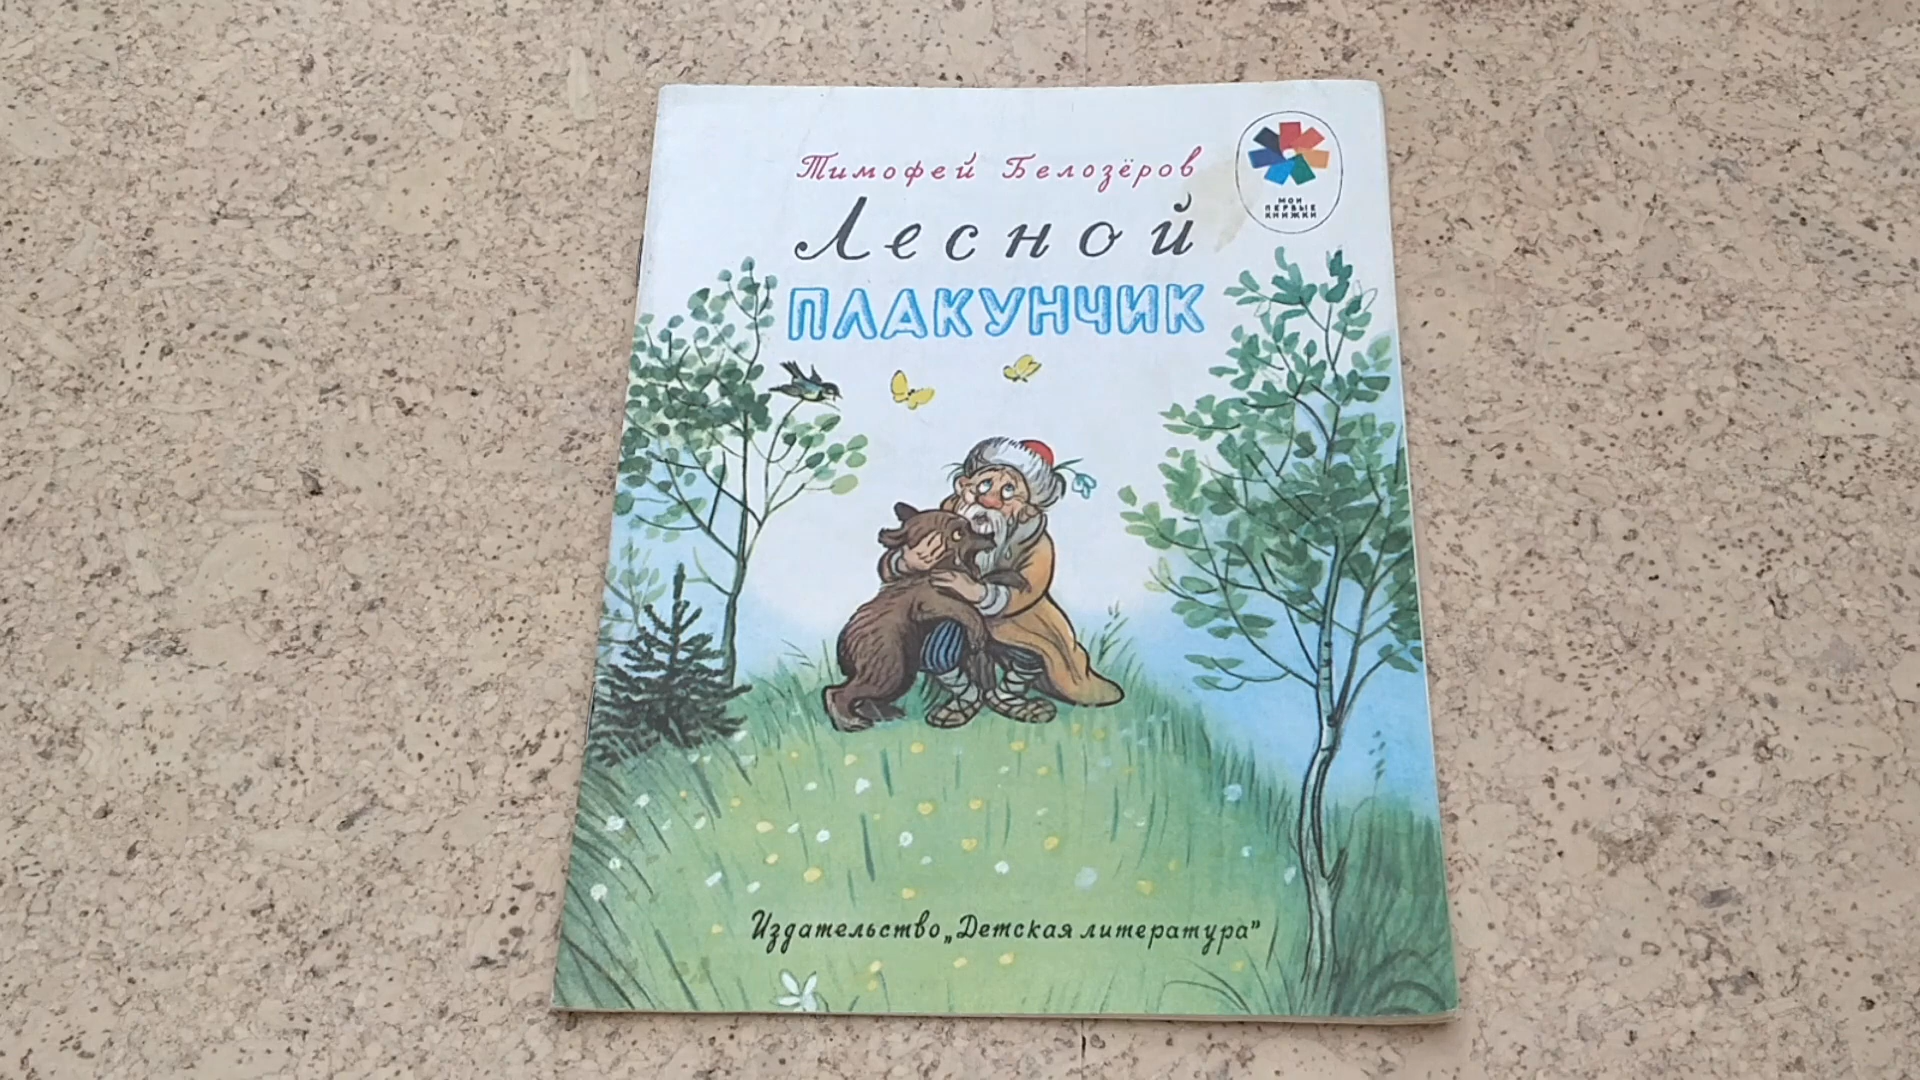 Тимофей Белозёров
Лесной
ПЛАКУНЧИК
МОИ
ПЕРВЫЕ
КНИЖКИ
Издательство „Детская литература”